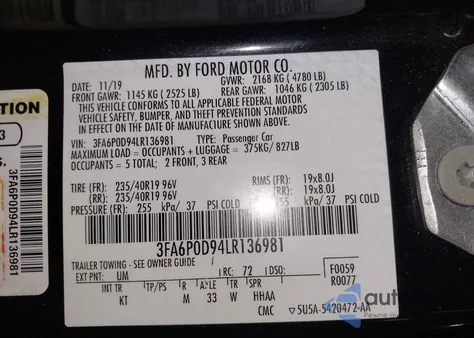 MFD. BY FORD MOTOR CO.
DATE: 11/19 GVWR: 2168 KG ( 4780 LB)
FRONT GAWR: 1145 KG ( 2525 LB) REAR GAWR: 1046 KG ( 2305 LB)
THIS VEHICLE CONFORMS TO ALL APPLICABLE FEDERAL MOTOR
VEHICLE SAFETY, BUMPER, AND THEFT PREVENTION STANDARDS
IN EFFECT ON THE DATE OF MANUFACTURE SHOWN ABOVE.
VIN: 3FA6P0D94LR136981 TYPE: Passenger Car
MAXIMUM LOAD = OCCUPANTS + LUGGAGE = 375KG/ 827LB
OCCUPANTS = 5 TOTAL; 2 FRONT, 3 REAR
TIRE (FR): 235/40R19 96V RIMS (FR): 19x8.0J
(RR): 235/40R19 96V (RR): 19x8.0J
PRESSURE (FR): 255 kPa/ 37 PSI COLD (RR): 255 kPa/ 37 PSI COLD
3FA6P0D94LR136981
TRAILER TOWING - SEE OWNER GUIDE
EXT PNT: UM RC: 72 DSO: F0059
R0077
INT TR TP/PS R AXLE TR SPR
KT M 33 W HHAA
CMC 5U5A-5420472-AA
TION
3
S.
3FA6P0D94LR136981
auto
Pewne auto